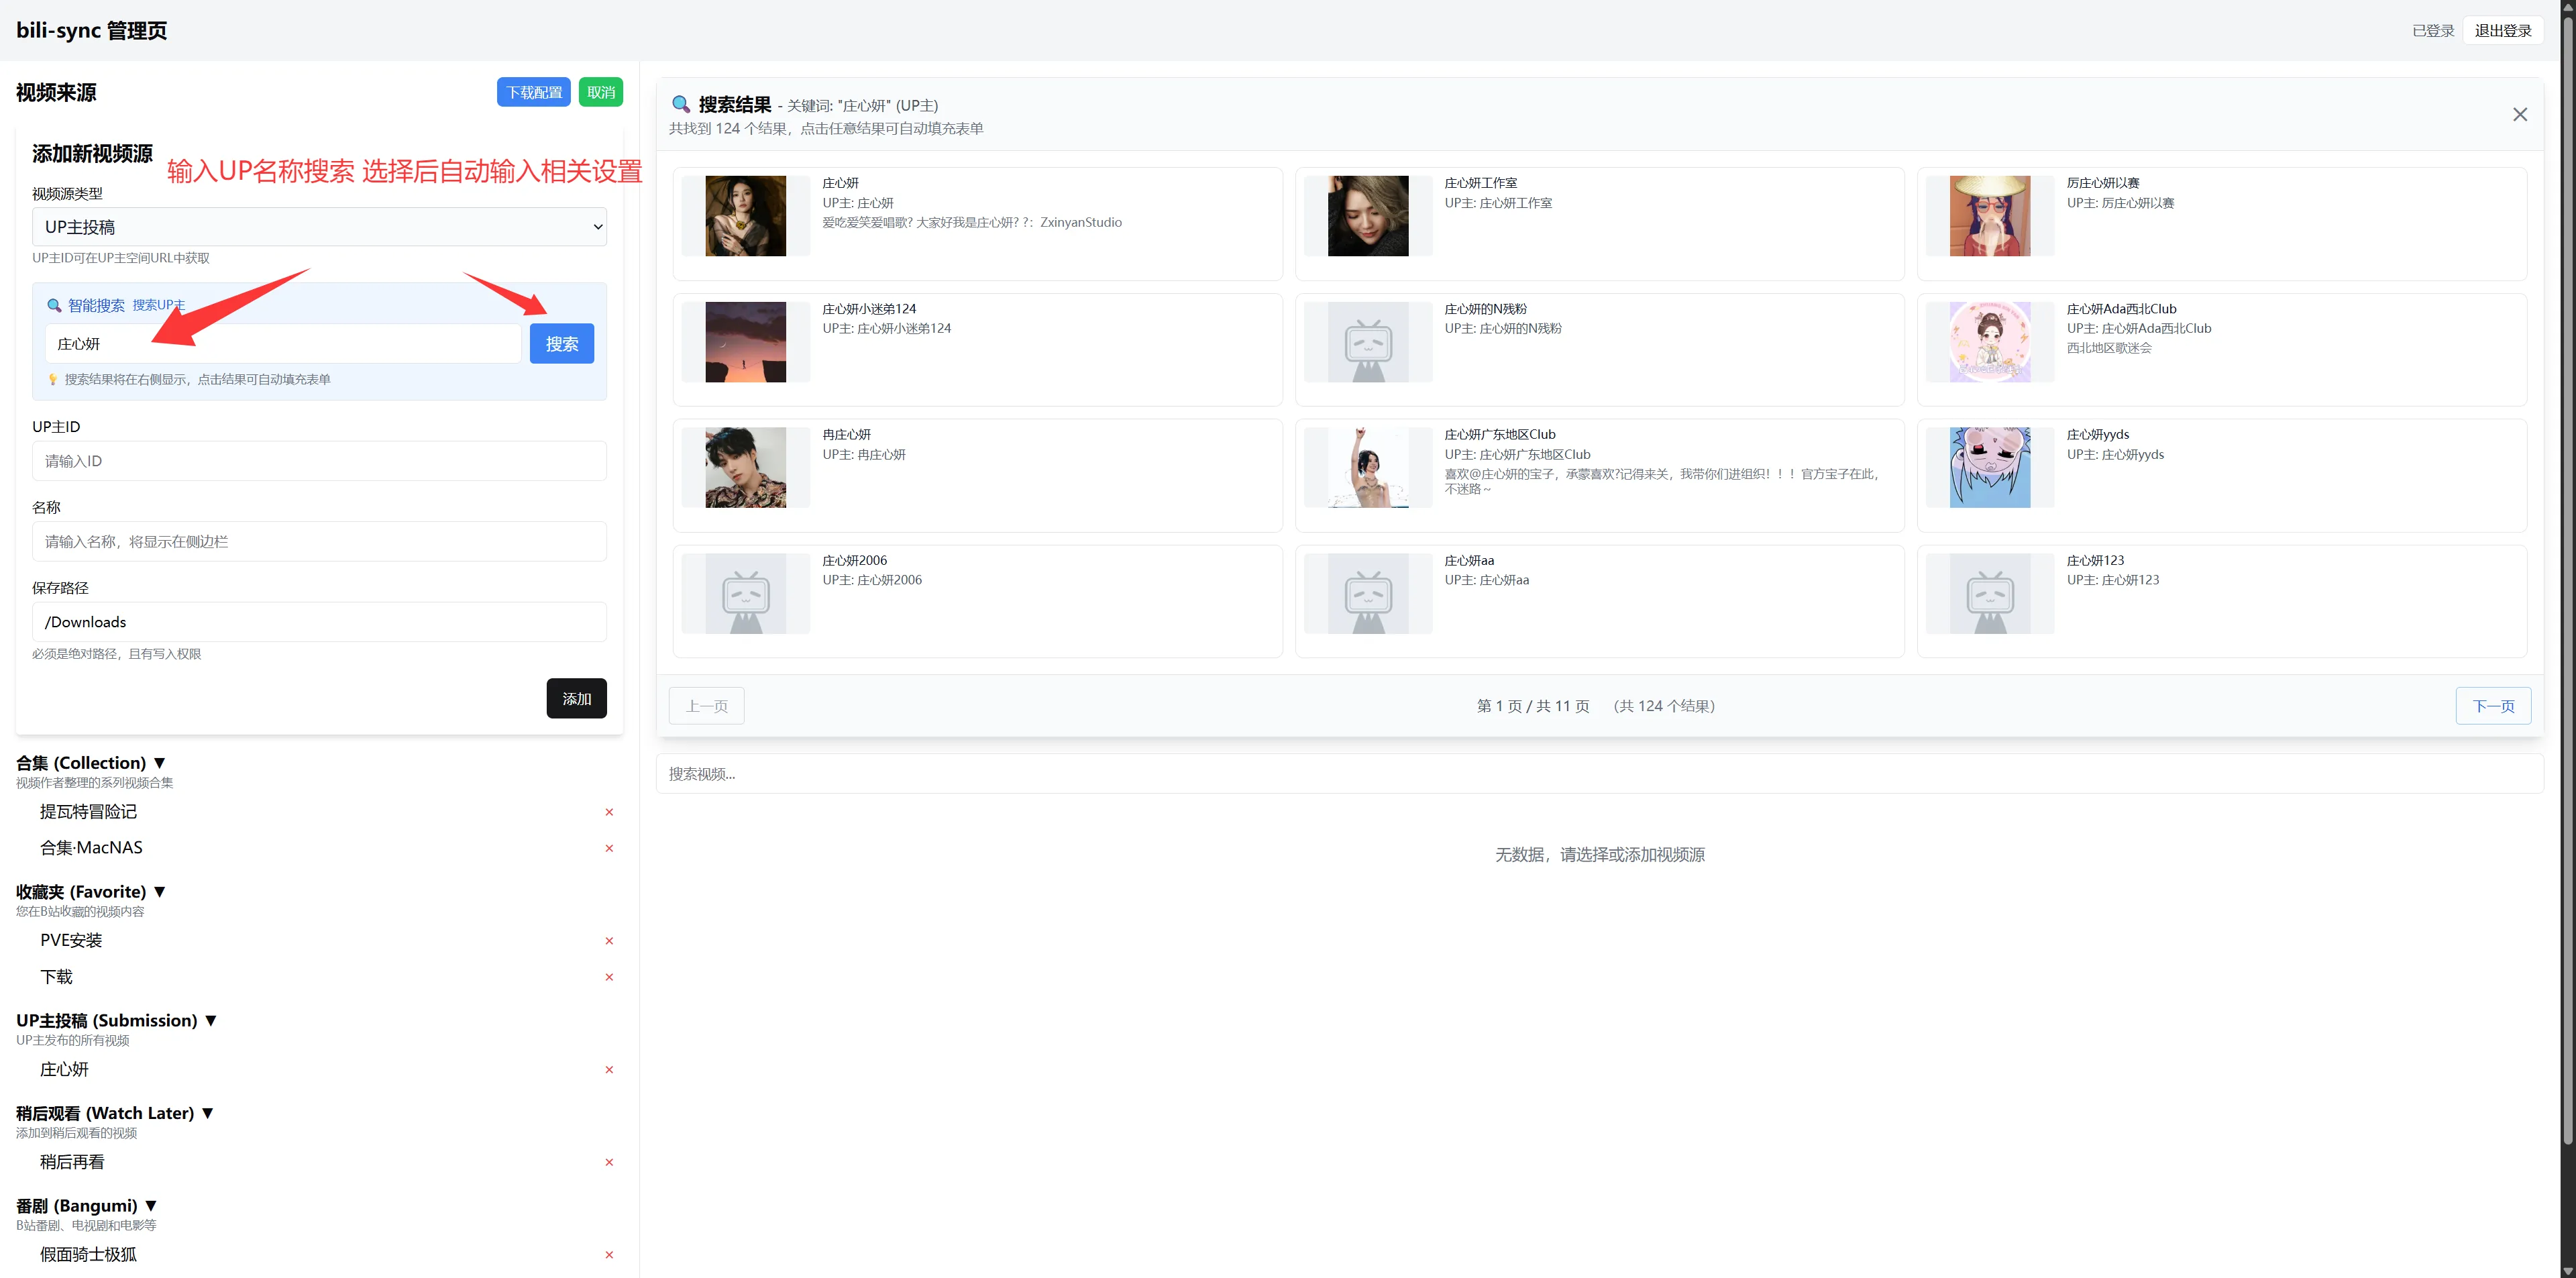 bili-sync 管理页
已登录
退出登录
视频来源
下载配置
取消
添加新视频源
输入UP名称搜索 选择后自动输入相关设置
视频源类型
UP主投稿
UP主ID可在UP主空间URL中获取
🔍 智能搜索 搜索UP主
庄心妍
搜索
💡 搜索结果将在右侧显示，点击结果可自动填充表单
UP主ID
请输入ID
名称
请输入名称，将显示在侧边栏
保存路径
/Downloads
必须是绝对路径，且有写入权限
添加
合集 (Collection) ▼
视频作者整理的系列视频合集
提瓦特冒险记
×
合集·MacNAS
×
收藏夹 (Favorite) ▼
您在B站收藏的视频内容
PVE安装
×
下载
×
UP主投稿 (Submission) ▼
UP主发布的所有视频
庄心妍
×
稍后观看 (Watch Later) ▼
添加到稍后观看的视频
稍后再看
×
番剧 (Bangumi) ▼
B站番剧、电视剧和电影等
假面骑士极狐
×
🔍 搜索结果 - 关键词: "庄心妍" (UP主)
共找到 124 个结果，点击任意结果可自动填充表单
庄心妍
UP主: 庄心妍
爱吃爱笑爱唱歌? 大家好我是庄心妍? ?：ZxinyanStudio
庄心妍工作室
UP主: 庄心妍工作室
厉庄心妍以赛
UP主: 厉庄心妍以赛
庄心妍小迷弟124
UP主: 庄心妍小迷弟124
庄心妍的N残粉
UP主: 庄心妍的N残粉
庄心妍Ada西北Club
UP主: 庄心妍Ada西北Club
西北地区歌迷会
冉庄心妍
UP主: 冉庄心妍
庄心妍广东地区Club
UP主: 庄心妍广东地区Club
喜欢@庄心妍的宝子，承蒙喜欢?记得来关，我带你们进组织！！！官方宝子在此，
不迷路～
庄心妍yyds
UP主: 庄心妍yyds
庄心妍2006
UP主: 庄心妍2006
庄心妍aa
UP主: 庄心妍aa
庄心妍123
UP主: 庄心妍123
上一页
第 1 页 / 共 11 页 （共 124 个结果）
下一页
搜索视频...
无数据，请选择或添加视频源